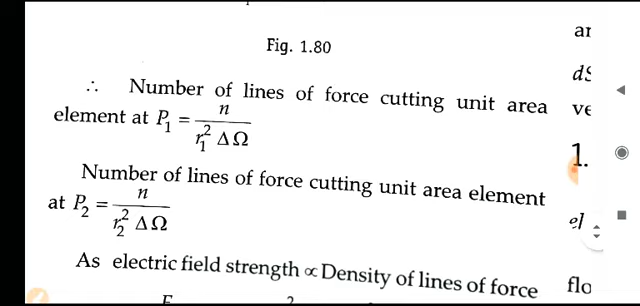 Fig. 1.80
∴ Number of lines of force cutting unit area
element at P₁ = n / r₁² ΔΩ
Number of lines of force cutting unit area element
at P₂ = n / r₂² ΔΩ
As electric field strength ∝ Density of lines of force
ar
dS
ve
1.
el
flo